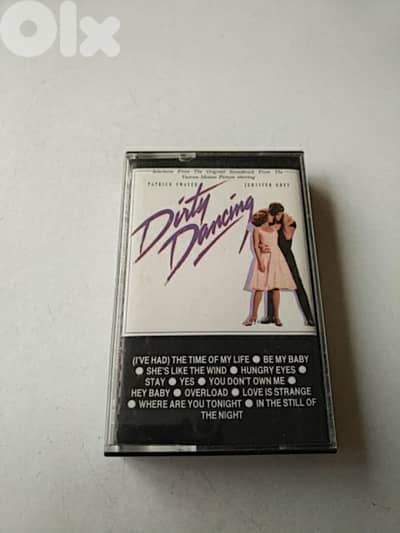 Olx
Selections From The Original Soundtrack From The
Vestron Motion Picture starring
PATRICK SWAYZE JENNIFER GREY
Dirty
Dancing
(I'VE HAD) THE TIME OF MY LIFE ● BE MY BABY
● SHE'S LIKE THE WIND ● HUNGRY EYES ●
STAY ● YES ● YOU DON'T OWN ME ●
HEY BABY ● OVERLOAD ● LOVE IS STRANGE
● WHERE ARE YOU TONIGHT ● IN THE STILL OF
THE NIGHT